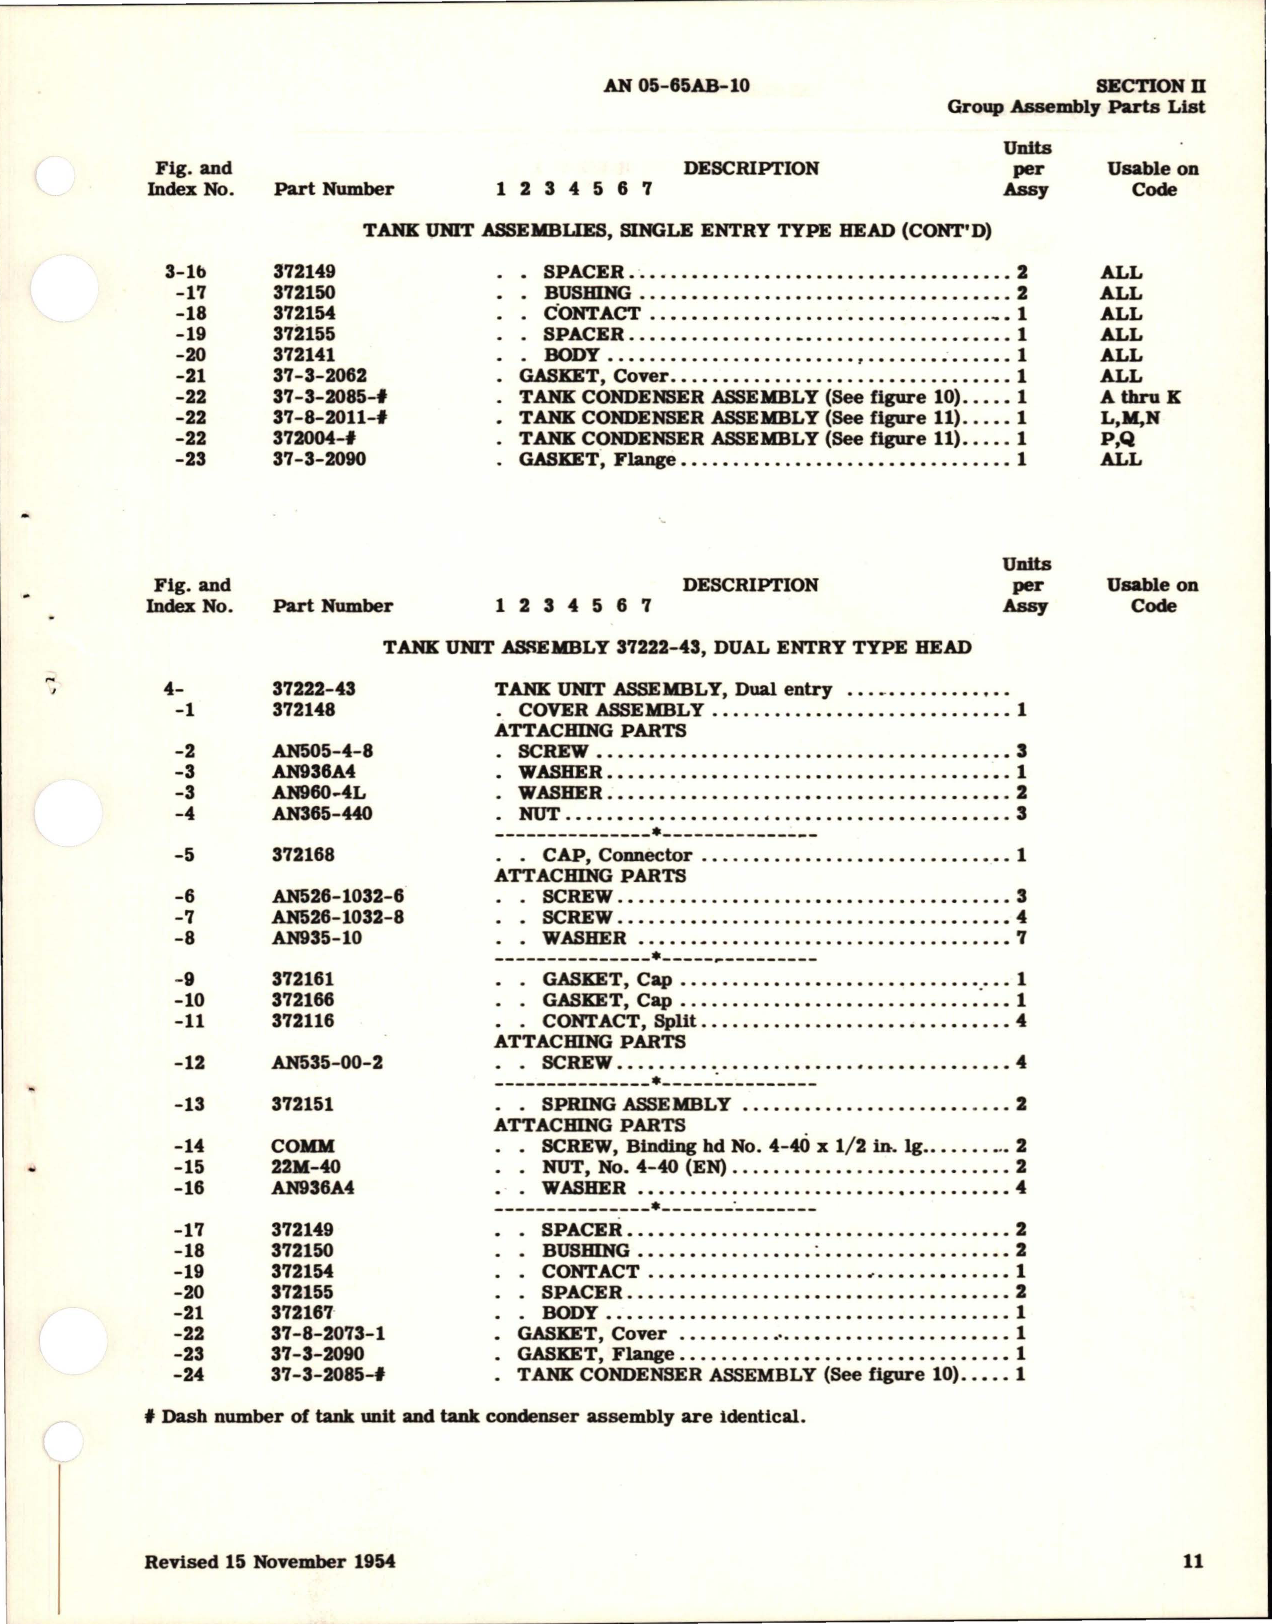 AN 05-65AB-10
SECTION II
Group Assembly Parts List
Fig. and Index No. Part Number DESCRIPTION 1 2 3 4 5 6 7 Units per Assy Usable on Code
TANK UNIT ASSEMBLIES, SINGLE ENTRY TYPE HEAD (CONT'D)
3-16 372149 . . SPACER 2 ALL
-17 372150 . . BUSHING 2 ALL
-18 372154 . . CONTACT 1 ALL
-19 372155 . . SPACER 1 ALL
-20 372141 . . BODY 1 ALL
-21 37-3-2062 . GASKET, Cover 1 ALL
-22 37-3-2085-# . TANK CONDENSER ASSEMBLY (See figure 10) 1 A thru K
-22 37-8-2011-# . TANK CONDENSER ASSEMBLY (See figure 11) 1 L,M,N
-22 372004-# . TANK CONDENSER ASSEMBLY (See figure 11) 1 P,Q
-23 37-3-2090 . GASKET, Flange 1 ALL
Fig. and Index No. Part Number DESCRIPTION 1 2 3 4 5 6 7 Units per Assy Usable on Code
TANK UNIT ASSEMBLY 37222-43, DUAL ENTRY TYPE HEAD
4- 37222-43 TANK UNIT ASSEMBLY, Dual entry
-1 372148 . COVER ASSEMBLY 1
ATTACHING PARTS
-2 AN505-4-8 . SCREW 3
-3 AN936A4 . WASHER 1
-3 AN960-4L . WASHER 2
-4 AN365-440 . NUT 3
---------------*---------------
-5 372168 . . CAP, Connector 1
ATTACHING PARTS
-6 AN526-1032-6 . . SCREW 3
-7 AN526-1032-8 . . SCREW 4
-8 AN935-10 . . WASHER 7
---------------*---------------
-9 372161 . . GASKET, Cap 1
-10 372166 . . GASKET, Cap 1
-11 372116 . . CONTACT, Split 4
ATTACHING PARTS
-12 AN535-00-2 . . SCREW 4
---------------*---------------
-13 372151 . . SPRING ASSEMBLY 2
ATTACHING PARTS
-14 COMM . . SCREW, Binding hd No. 4-40 x 1/2 in. lg. 2
-15 22M-40 . . NUT, No. 4-40 (EN) 2
-16 AN936A4 . . WASHER 4
---------------*---------------
-17 372149 . . SPACER 2
-18 372150 . . BUSHING 2
-19 372154 . . CONTACT 1
-20 372155 . . SPACER 2
-21 372167 . . BODY 1
-22 37-8-2073-1 . GASKET, Cover 1
-23 37-3-2090 . GASKET, Flange 1
-24 37-3-2085-# . TANK CONDENSER ASSEMBLY (See figure 10) 1
# Dash number of tank unit and tank condenser assembly are identical.
Revised 15 November 1954
11